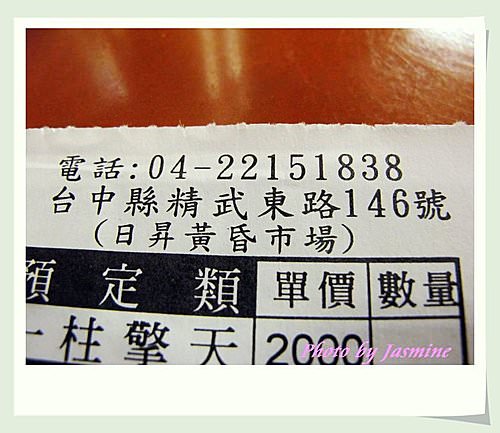 電話:04-22151838
台中縣精武東路146號
(日昇黃昏市場)
預定類 單價 數量
一柱擎天 2000
Photo by Jasmine